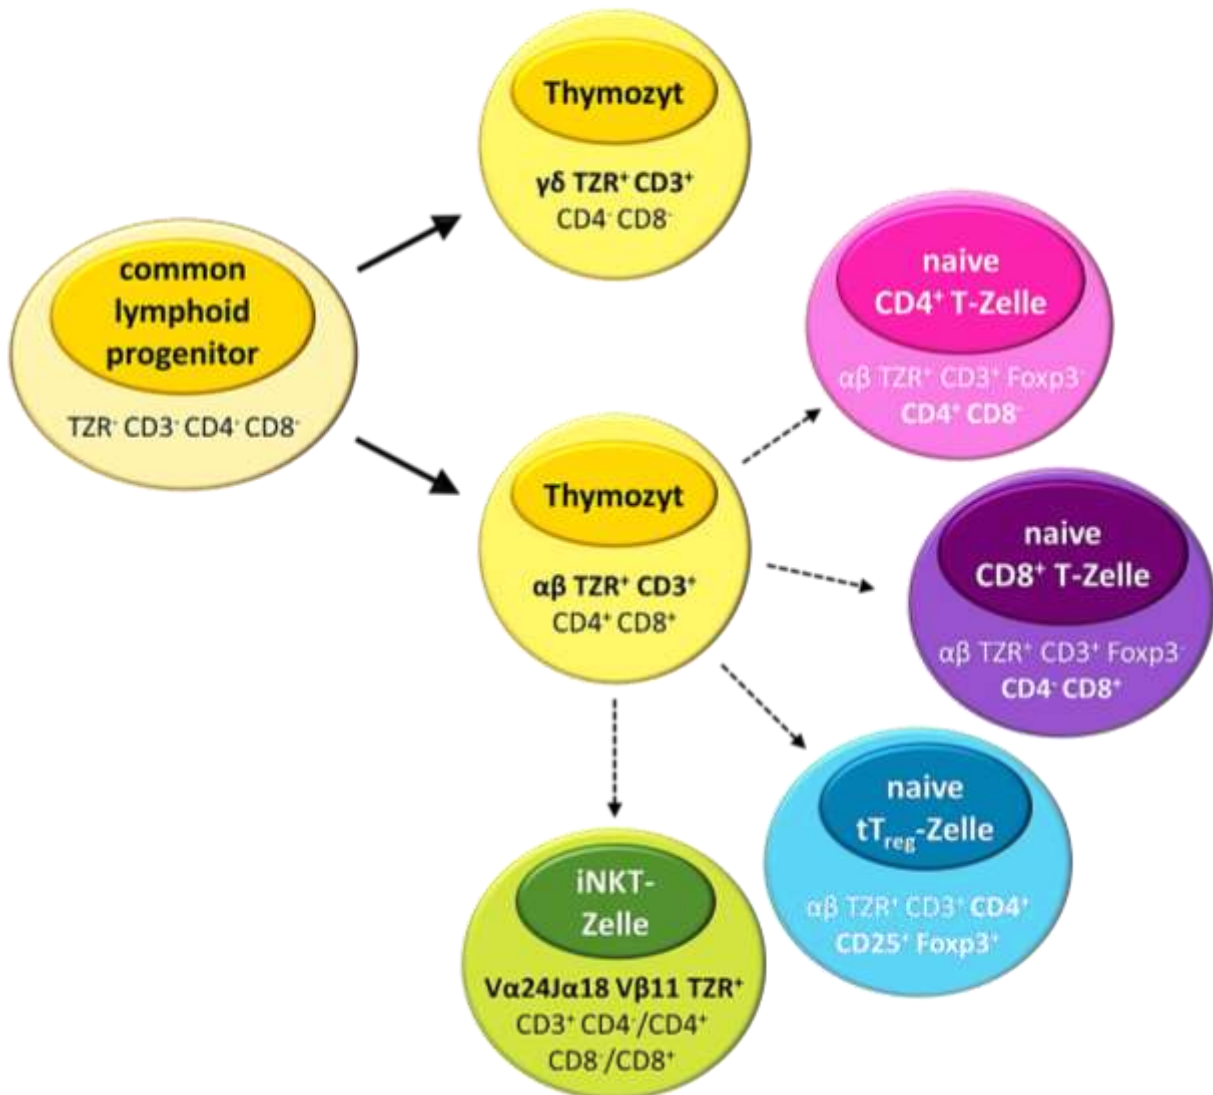 Thymozyt
γδ TZR⁺ CD3⁺
CD4⁻ CD8⁻
common
lymphoid
progenitor
TZR⁻ CD3⁻ CD4⁻ CD8⁻
naive
CD4⁺ T-Zelle
αβ TZR⁺ CD3⁺ Foxp3⁻
CD4⁺ CD8⁻
Thymozyt
αβ TZR⁺ CD3⁺
CD4⁺ CD8⁺
naive
CD8⁺ T-Zelle
αβ TZR⁺ CD3⁺ Foxp3⁻
CD4⁻ CD8⁺
naive
tTreg-Zelle
αβ TZR⁺ CD3⁺ CD4⁺
CD25⁺ Foxp3⁺
iNKT-
Zelle
Vα24Jα18 Vβ11 TZR⁺
CD3⁺ CD4⁻/CD4⁺
CD8⁻/CD8⁺